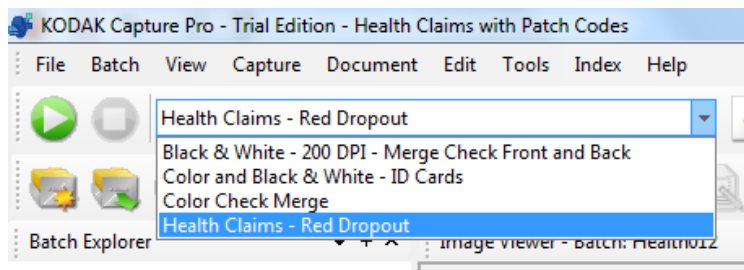 KODAK Capture Pro - Trial Edition - Health Claims with Patch Codes
File Batch View Capture Document Edit Tools Index Help
Health Claims - Red Dropout
Black & White - 200 DPI - Merge Check Front and Back
Color and Black & White - ID Cards
Color Check Merge
Health Claims - Red Dropout
Batch Explorer Image Viewer - Batch: Health012